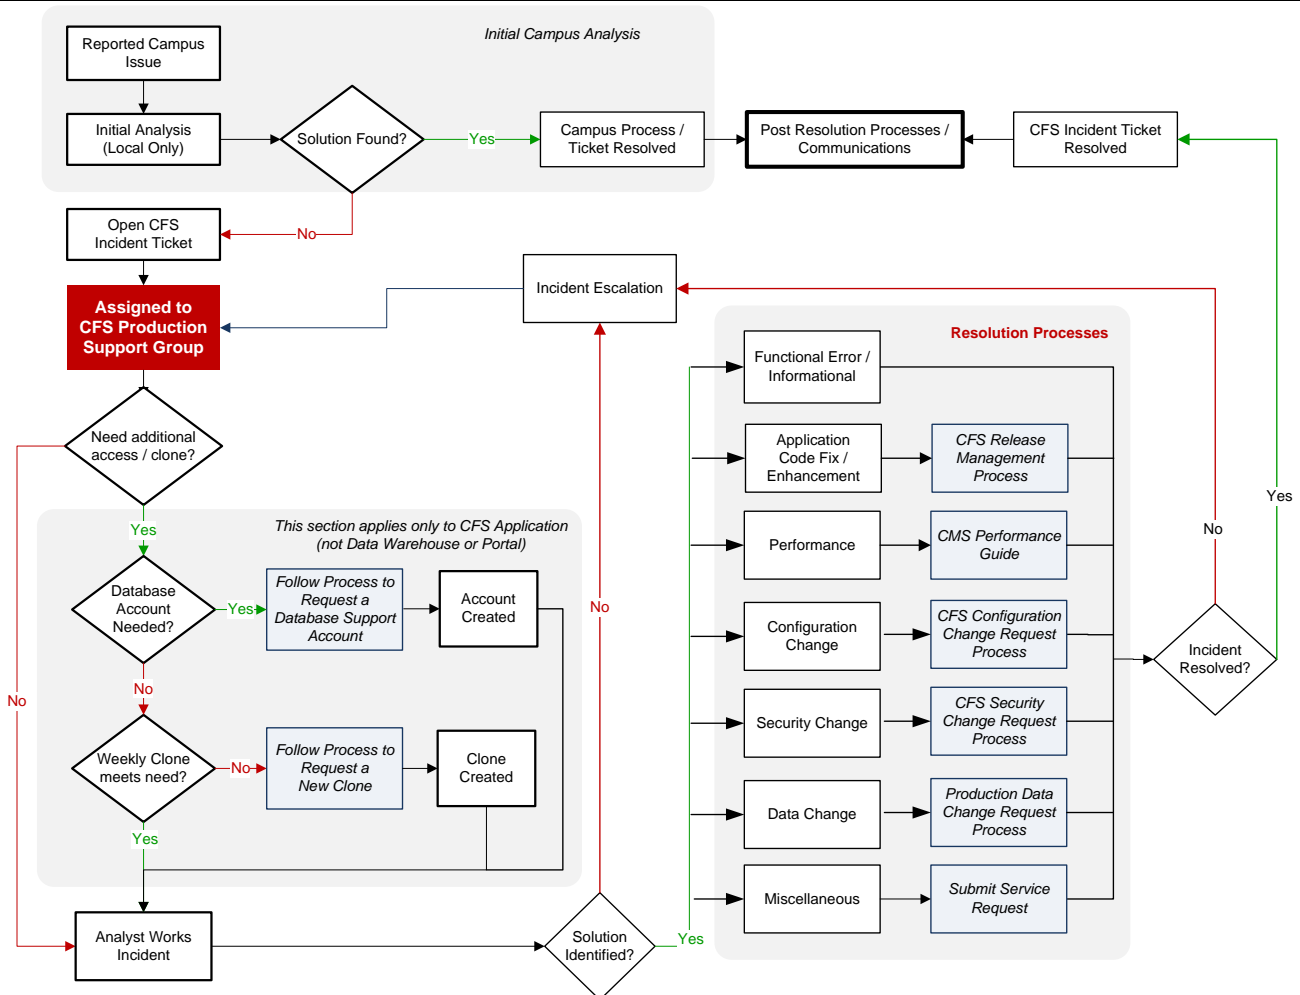 Initial Campus Analysis
Reported Campus
Issue
Initial Analysis
(Local Only)
Solution Found?
Yes
Campus Process /
Ticket Resolved
Post Resolution Processes /
Communications
CFS Incident Ticket
Resolved
No
Open CFS
Incident Ticket
Assigned to
CFS Production
Support Group
Incident Escalation
Need additional
access / clone?
Yes
No
This section applies only to CFS Application
(not Data Warehouse or Portal)
Database
Account
Needed?
Yes
Follow Process to
Request a
Database Support
Account
Account
Created
No
Weekly Clone
meets need?
No
Follow Process to
Request a
New Clone
Clone
Created
Yes
Analyst Works
Incident
Solution
Identified?
No
Yes
Resolution Processes
Functional Error /
Informational
Application
Code Fix /
Enhancement
CFS Release
Management
Process
Performance
CMS Performance
Guide
Configuration
Change
CFS Configuration
Change Request
Process
Security Change
CFS Security
Change Request
Process
Data Change
Production Data
Change Request
Process
Miscellaneous
Submit Service
Request
Incident
Resolved?
No
Yes